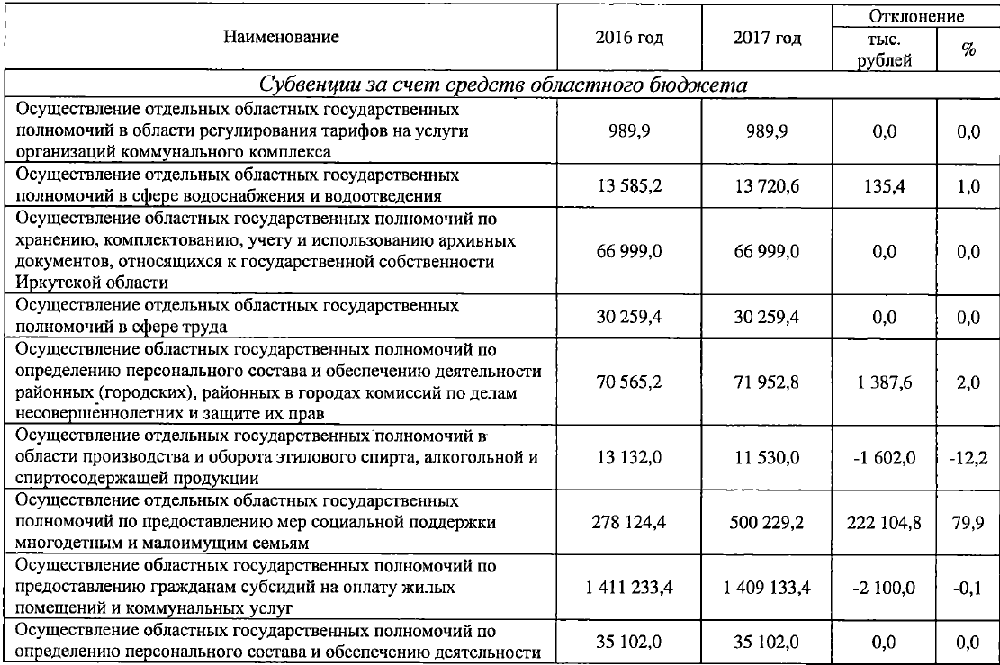 Наименование 2016 год 2017 год Отклонение
тыс. рублей %
Субвенции за счет средств областного бюджета
Осуществление отдельных областных государственных
полномочий в области регулирования тарифов на услуги 989,9 989,9 0,0 0,0
организаций коммунального комплекса
Осуществление отдельных областных государственных
полномочий в сфере водоснабжения и водоотведения 13 585,2 13 720,6 135,4 1,0
Осуществление областных государственных полномочий по
хранению, комплектованию, учету и использованию архивных
документов, относящихся к государственной собственности 66 999,0 66 999,0 0,0 0,0
Иркутской области
Осуществление отдельных областных государственных
полномочий в сфере труда 30 259,4 30 259,4 0,0 0,0
Осуществление областных государственных полномочий по
определению персонального состава и обеспечению деятельности
районных (городских), районных в городах комиссий по делам 70 565,2 71 952,8 1 387,6 2,0
несовершеннолетних и защите их прав
Осуществление отдельных государственных полномочий в
области производства и оборота этилового спирта, алкогольной и 13 132,0 11 530,0 -1 602,0 -12,2
спиртосодержащей продукции
Осуществление отдельных областных государственных
полномочий по предоставлению мер социальной поддержки 278 124,4 500 229,2 222 104,8 79,9
многодетным и малоимущим семьям
Осуществление областных государственных полномочий по
предоставлению гражданам субсидий на оплату жилых 1 411 233,4 1 409 133,4 -2 100,0 -0,1
помещений и коммунальных услуг
Осуществление областных государственных полномочий по
определению персонального состава и обеспечению деятельности 35 102,0 35 102,0 0,0 0,0